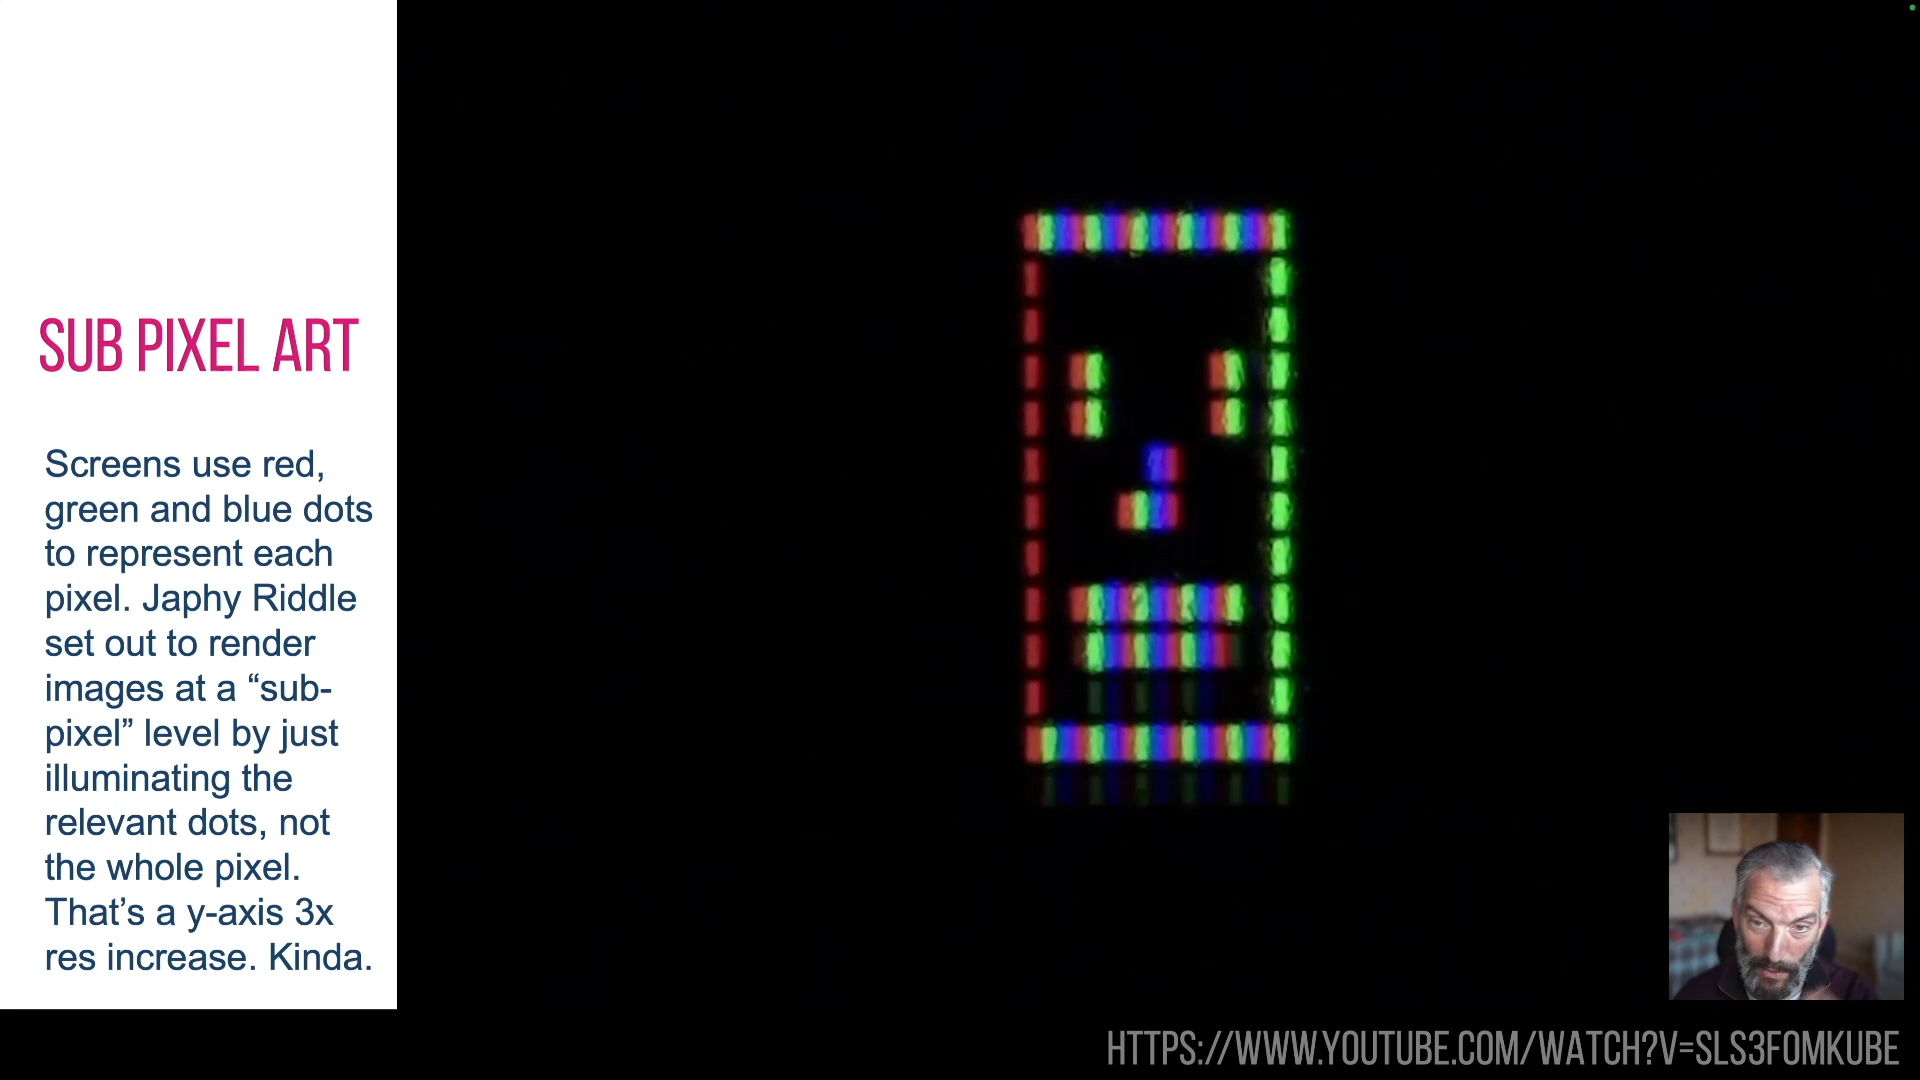 SUB PIXEL ART
Screens use red,
green and blue dots
to represent each
pixel. Japhy Riddle
set out to render
images at a “sub-
pixel” level by just
illuminating the
relevant dots, not
the whole pixel.
That’s a y-axis 3x
res increase. Kinda.
HTTPS://WWW.YOUTUBE.COM/WATCH?V=SLS3FOMKUBE